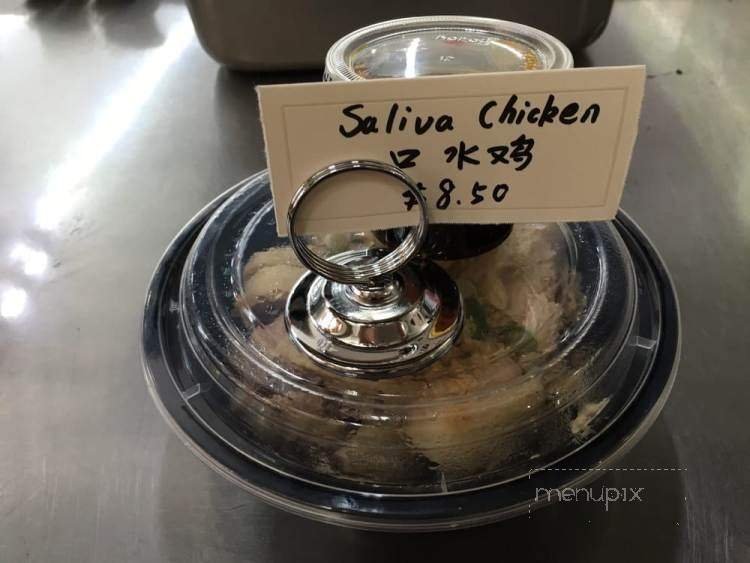 Saliva Chicken
口水鸡
$8.50
menupix